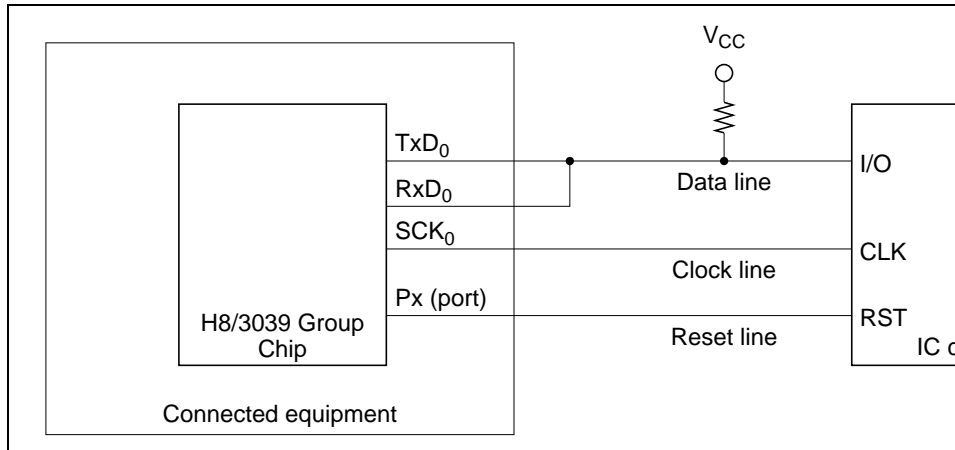 VCC
TxD0
I/O
Data line
RxD0
SCK0
CLK
Clock line
Px (port)
RST
H8/3039 Group
Chip
Reset line
IC
Connected equipment